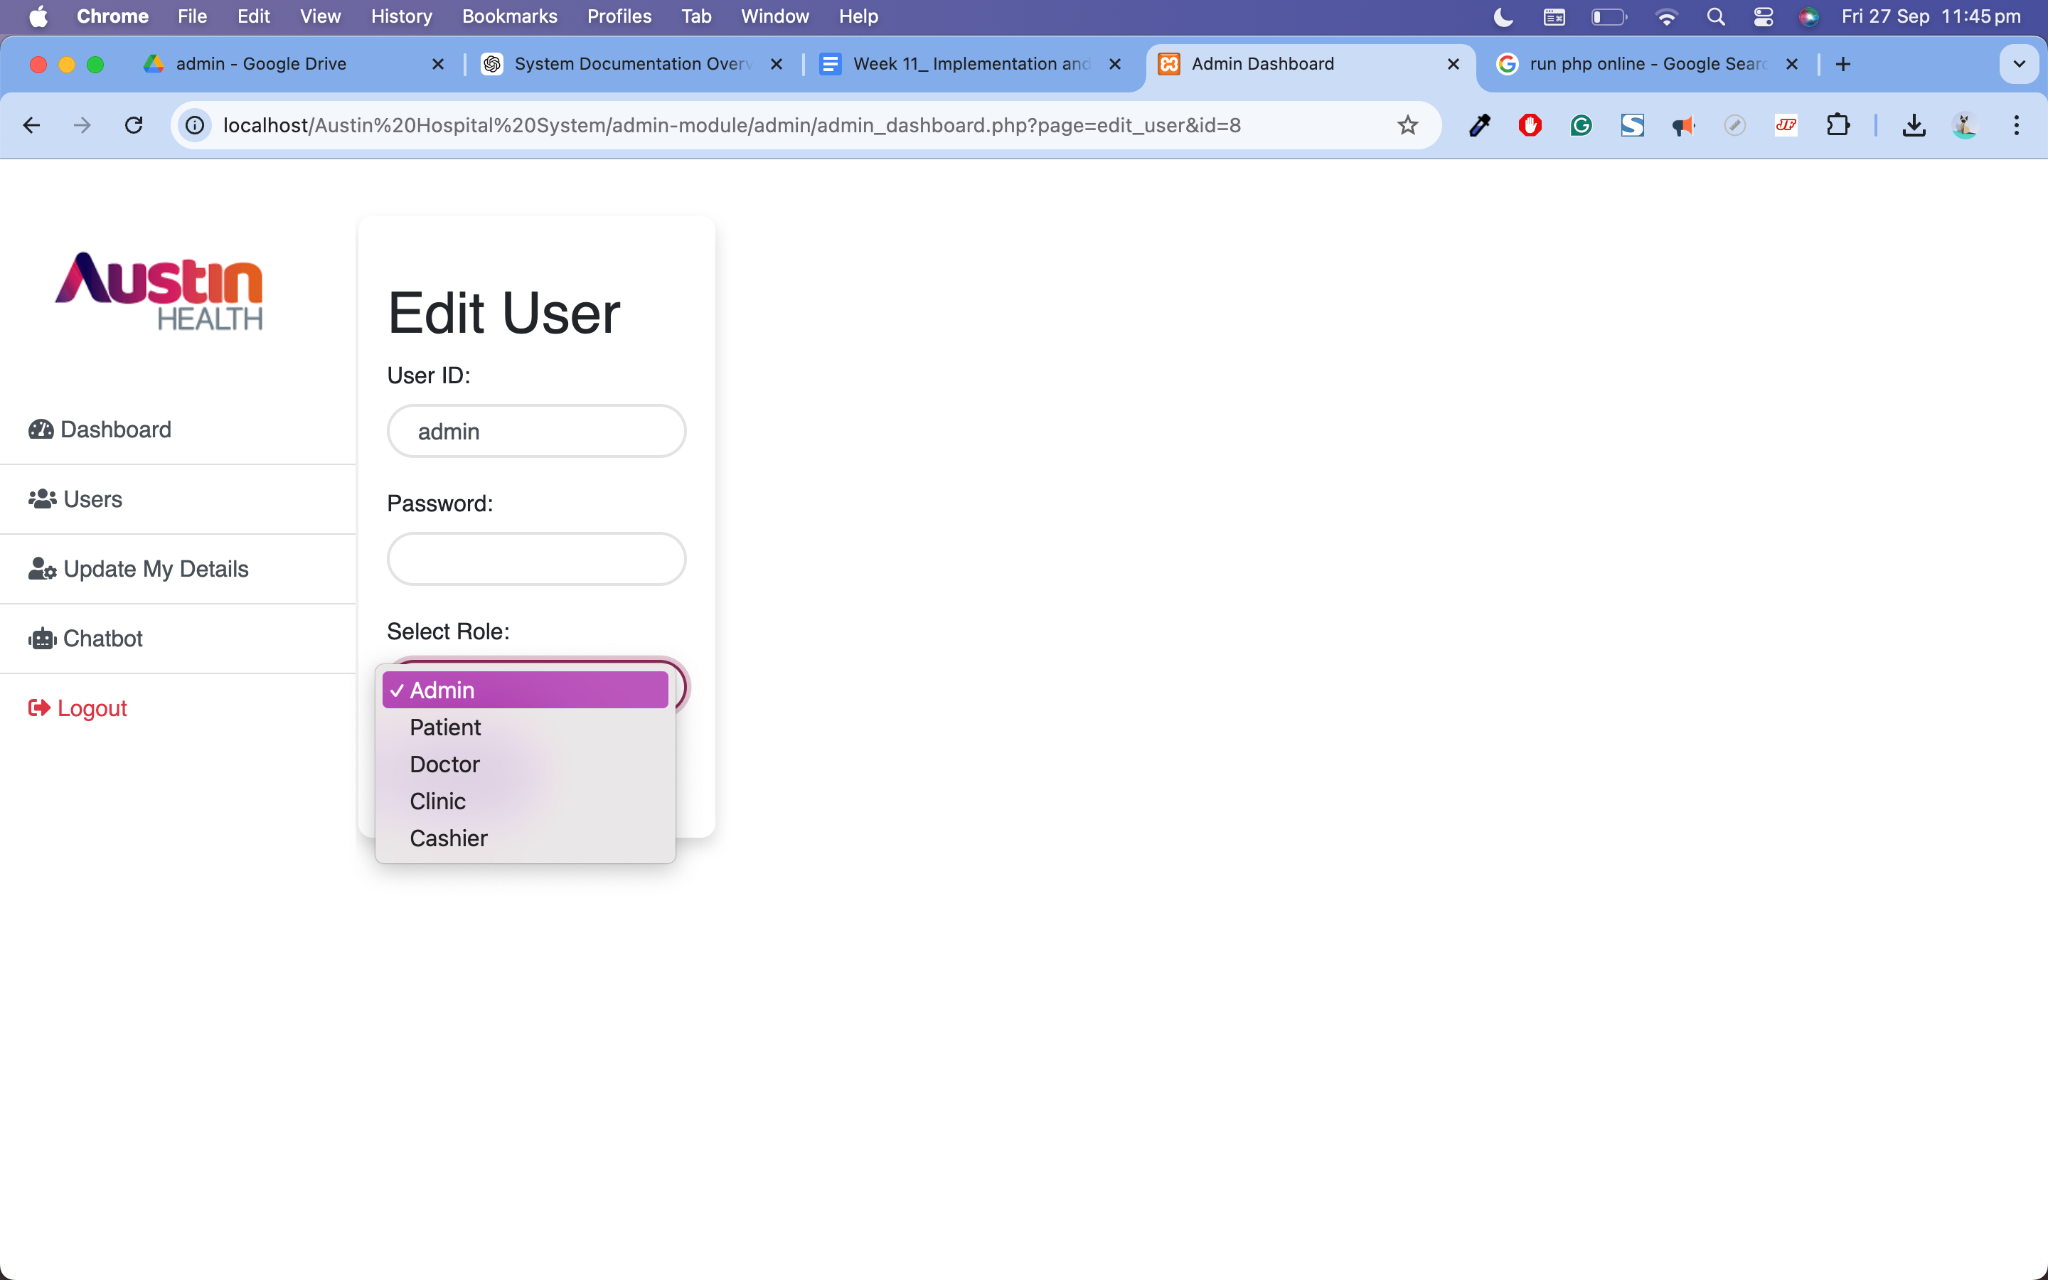 Chrome File Edit View History Bookmarks Profiles Tab Window Help Fri 27 Sep 11:45 pm
admin - Google Drive System Documentation Over Week 11_ Implementation and Admin Dashboard run php online - Google Sear
localhost/Austin%20Hospital%20System/admin-module/admin/admin_dashboard.php?page=edit_user&id=8
Austin
HEALTH
Dashboard
Users
Update My Details
Chatbot
Logout
Edit User
User ID:
admin
Password:
Select Role:
✓ Admin
Patient
Doctor
Clinic
Cashier